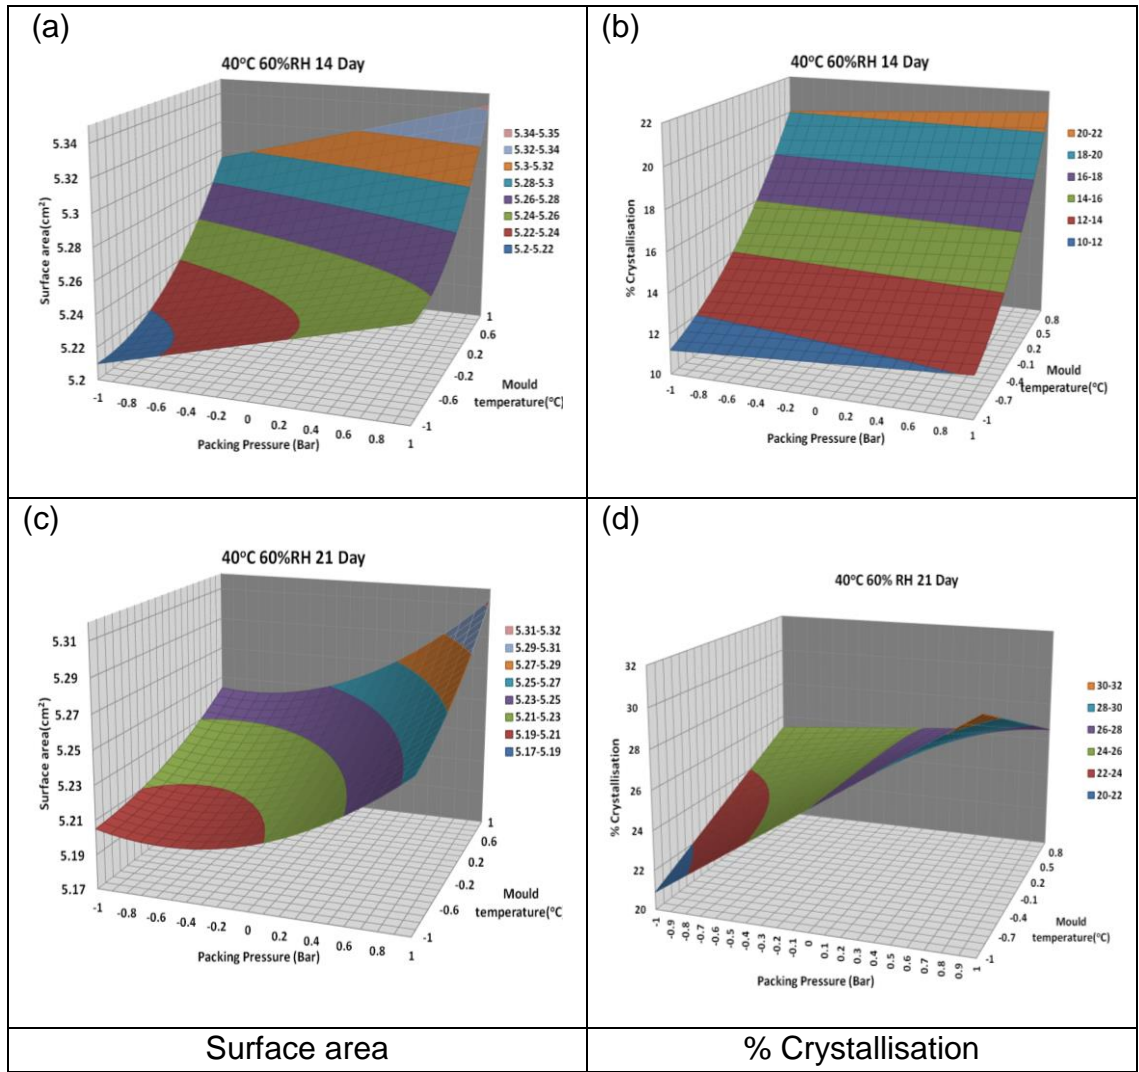 (a)
40°C 60%RH 14 Day
5.34
5.32
5.3
5.28
5.26
5.24
5.22
5.2
Surface area(cm²)
-1 -0.8 -0.6 -0.4 -0.2 0 0.2 0.4 0.6 0.8 1
Packing Pressure (Bar)
1
0.6
0.2
-0.2
-0.6
-1
Mould
temperature(°C)
5.34-5.35
5.32-5.34
5.3-5.32
5.28-5.3
5.26-5.28
5.24-5.26
5.22-5.24
5.2-5.22
(b)
40°C 60%RH 14 Day
22
20
18
16
14
12
10
% Crystallisation
-1 -0.8 -0.6 -0.4 -0.2 0 0.2 0.4 0.6 0.8 1
Packing Pressure (Bar)
0.8
0.5
0.2
-0.1
-0.4
-0.7
-1
Mould
temperature(°C)
20-22
18-20
16-18
14-16
12-14
10-12
(c)
40°C 60%RH 21 Day
5.31
5.29
5.27
5.25
5.23
5.21
5.19
5.17
Surface area(cm²)
-1 -0.8 -0.6 -0.4 -0.2 0 0.2 0.4 0.6 0.8 1
Packing Pressure (Bar)
1
0.6
0.2
-0.2
-0.6
-1
Mould
temperature(°C
5.31-5.32
5.29-5.31
5.27-5.29
5.25-5.27
5.23-5.25
5.21-5.23
5.19-5.21
5.17-5.19
(d)
40°C 60% RH 21 Day
32
30
28
26
24
22
20
% Crystallisation
-1 -0.9 -0.8 -0.7 -0.6 -0.5 -0.4 -0.3 -0.2 -0.1 0 0.1 0.2 0.3 0.4 0.5 0.6 0.7 0.8 0.9 1
Packing Pressure (Bar)
0.8
0.5
0.2
-0.1
-0.4
-0.7
-1
Mould
temperature(°C)
30-32
28-30
26-28
24-26
22-24
20-22
Surface area
% Crystallisation